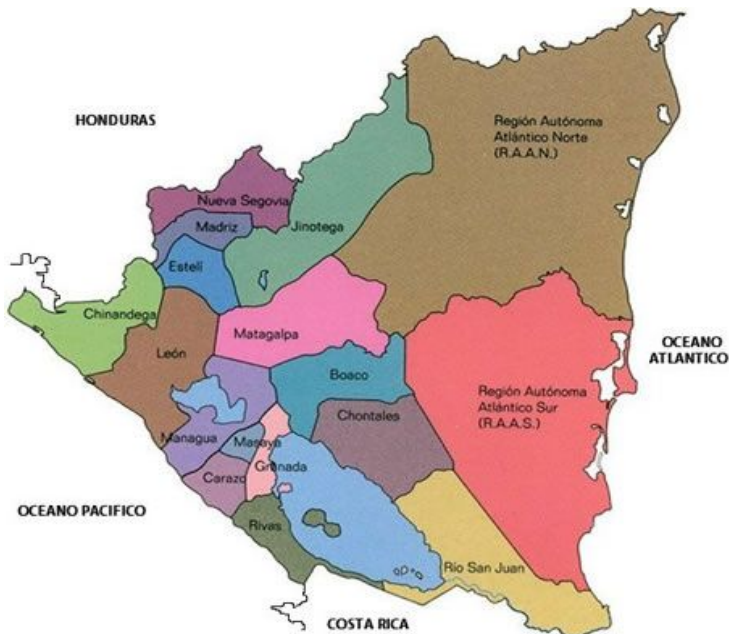 HONDURAS
Región Autónoma
Atlántico Norte
(R.A.A.N.)
Nueva Segovia
Madriz
Jinotega
Estelí
Chinandega
Matagalpa
León
OCEANO
ATLANTICO
Boaco
Región Autónoma
Atlántico Sur
(R.A.A.S.)
Chontales
Managua
Masaya
Granada
Carazo
OCEANO PACIFICO
Rivas
Río San Juan
COSTA RICA